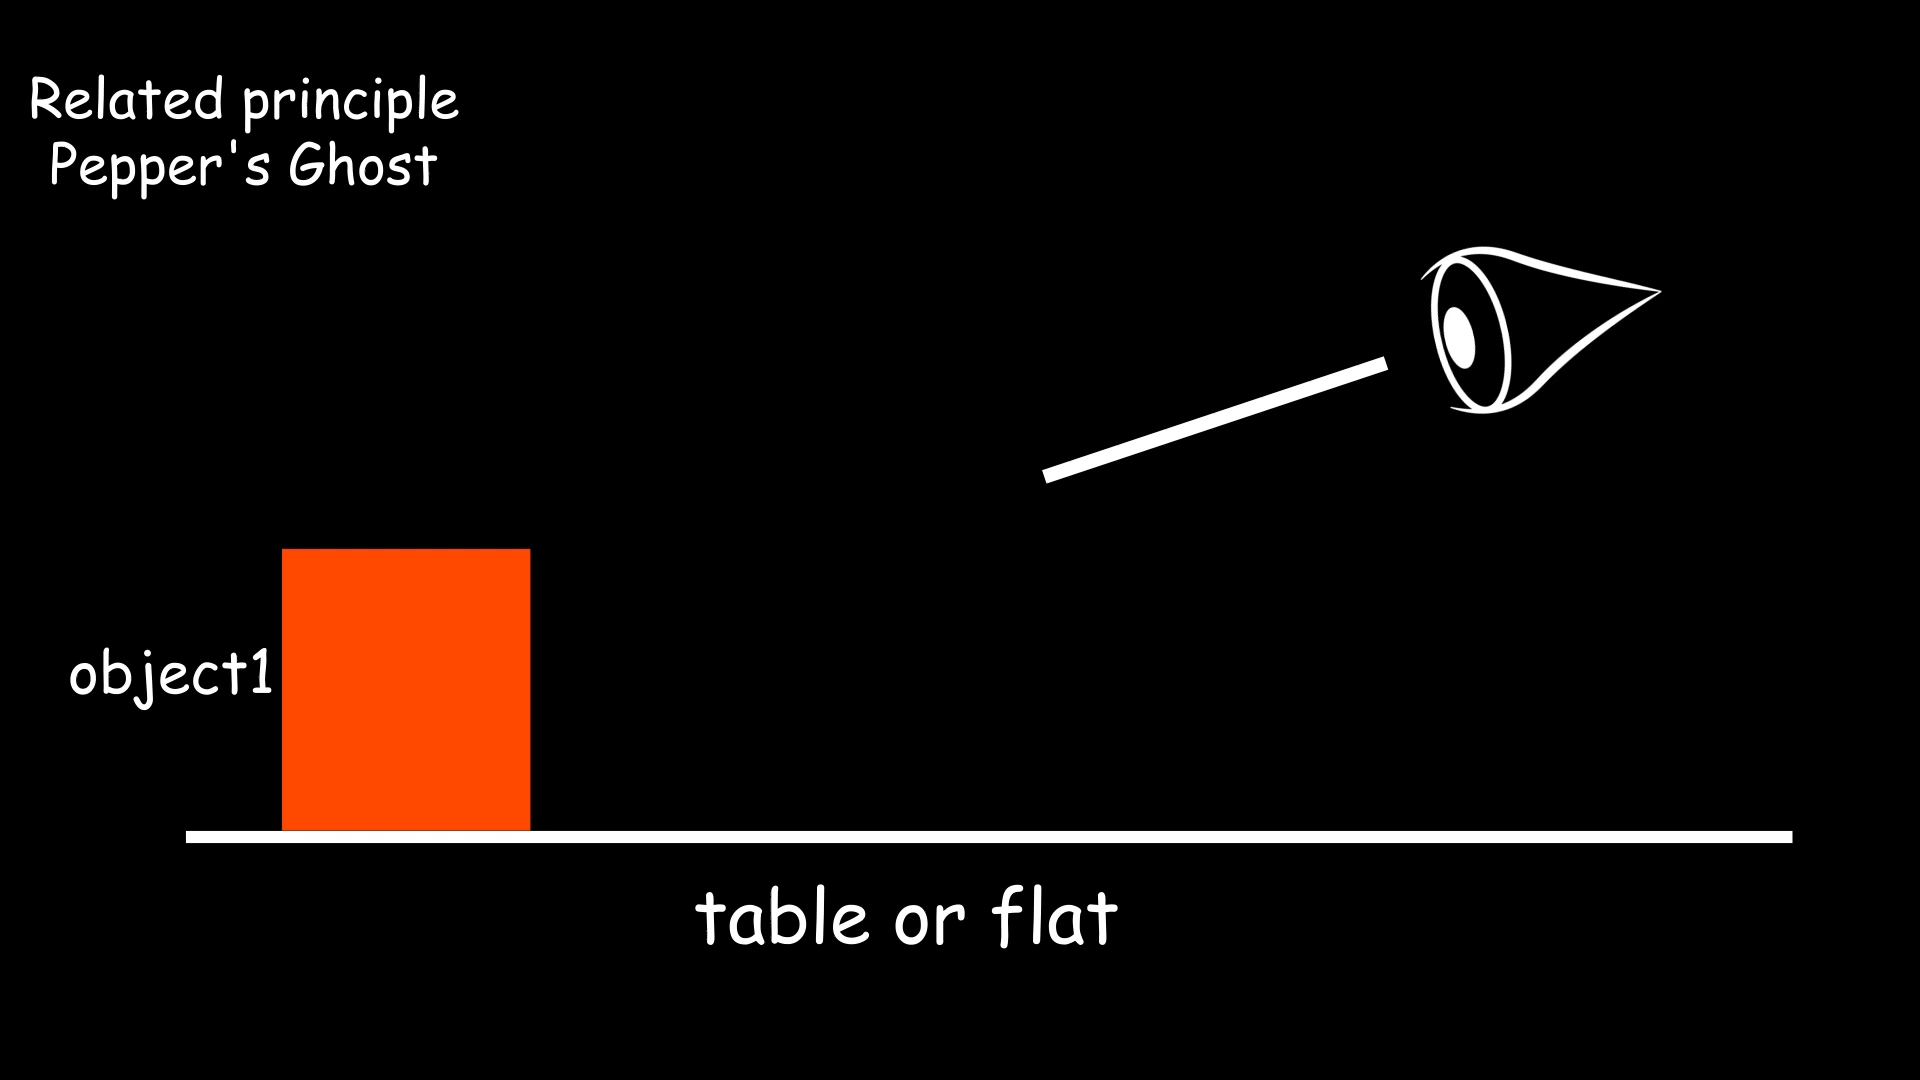 Related principle
Pepper's Ghost
object1
table or flat